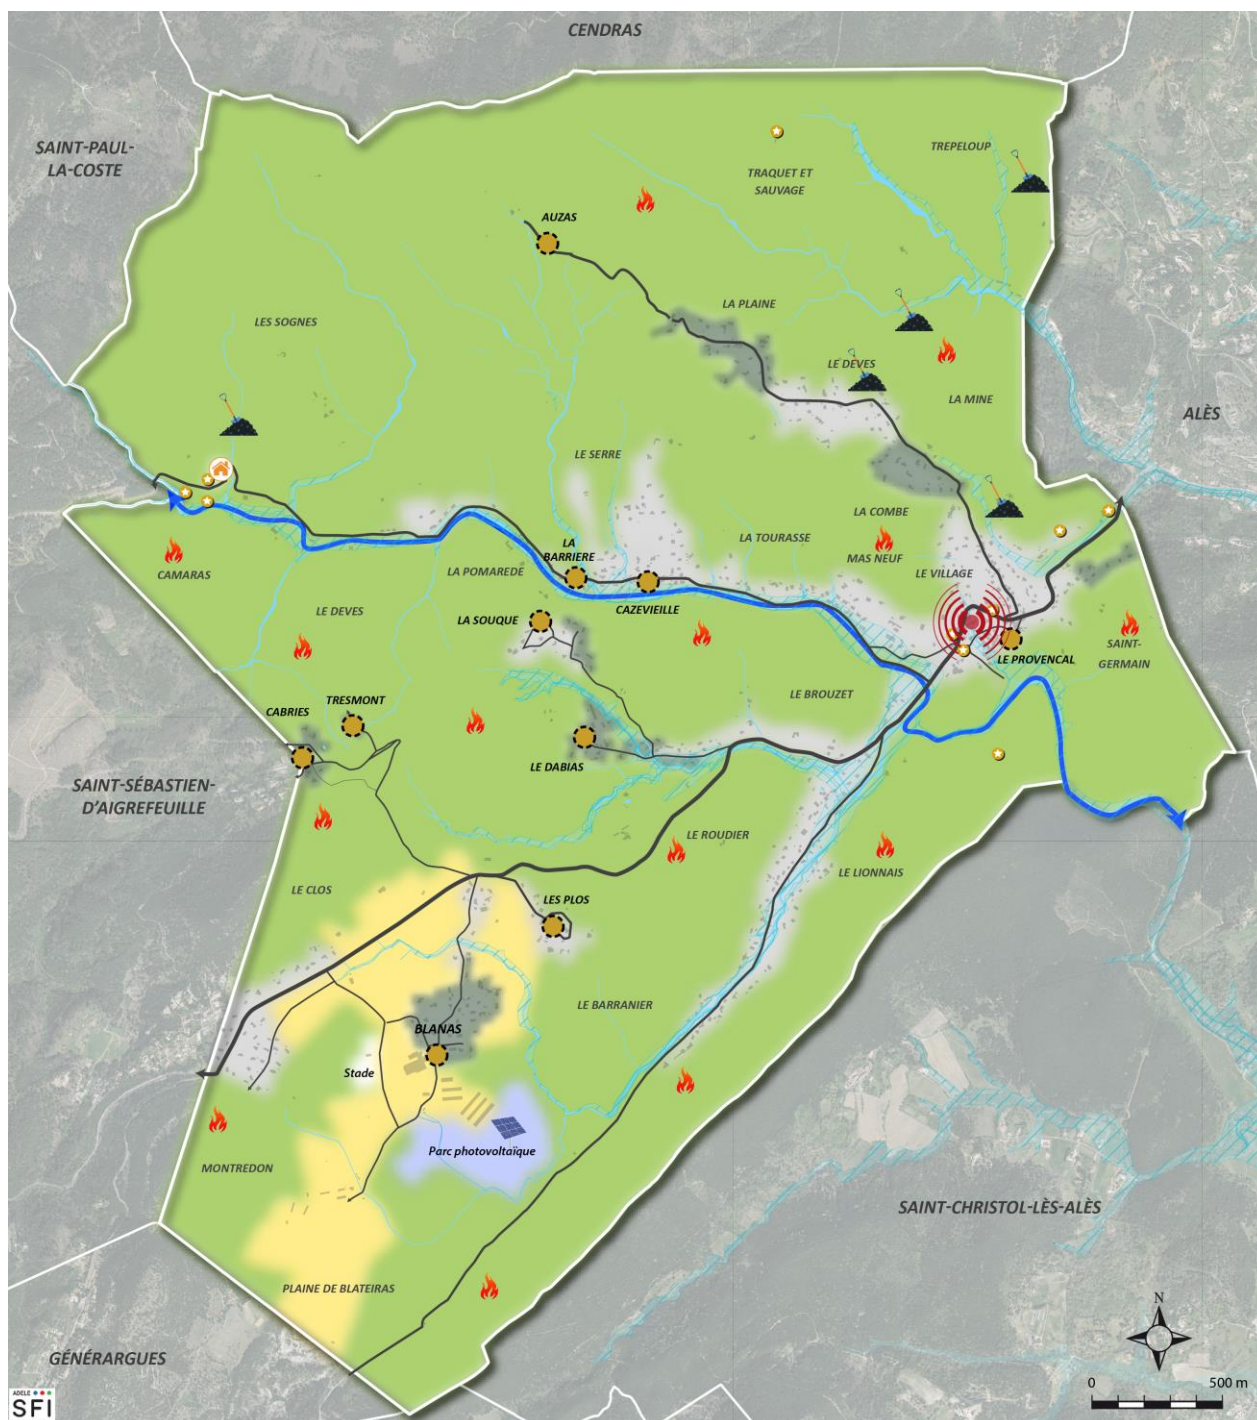 CENDRAS
SAINT-PAUL-
LA-COSTE
TREPELOUP
TRAQUET ET
SAUVAGE
AUZAS
LA PLAINE
LES SOGNES
LE DEVES
LA MINE
ALÈS
LE SERRE
LA COMBE
LA TOURASSE
MAS NEUF
LA
BARRIERE
CAMARAS
LA POMAREDE
LE VILLAGE
CAZEVIEILLE
LE DEVES
LA SOUQUE
SAINT-
GERMAIN
LE PROVENCAL
TRESMONT
LE BROUZET
CABRIES
LE DABIAS
SAINT-SÉBASTIEN-
D'AIGREFEUILLE
LE ROUDIER
LE LIONNAIS
LE CLOS
LES PLOS
LE BARRANIER
BLANAS
Stade
Parc photovoltaïque
MONTREDON
SAINT-CHRISTOL-LÈS-ALÈS
PLAINE DE BLATEIRAS
N
GÉNÉRARGUES
0 500 m
ADELE
SFI